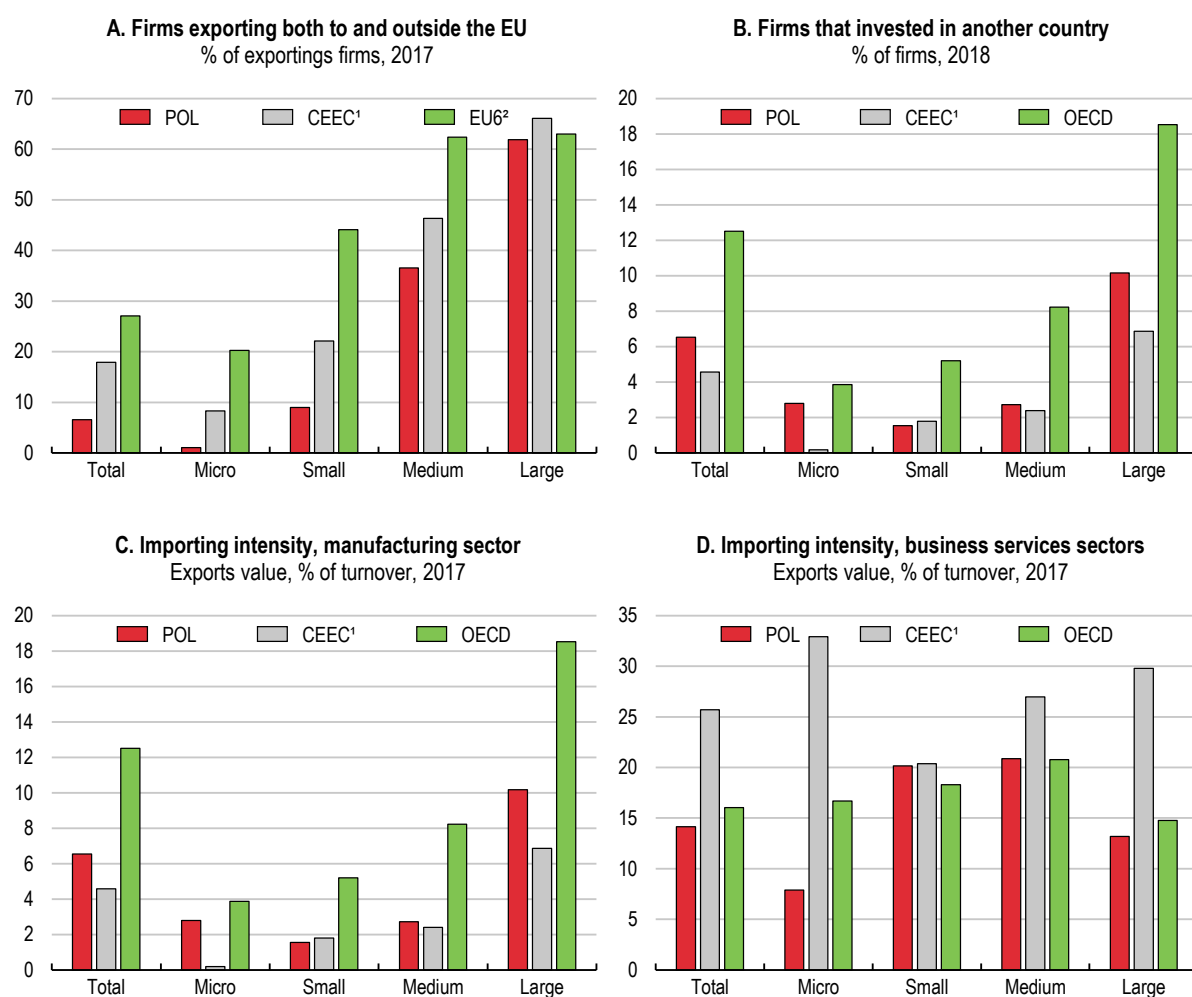 A. Firms exporting both to and outside the EU
% of exportings firms, 2017
70
60
50
40
30
20
10
0
POL CEEC¹ EU6²
Total Micro Small Medium Large
B. Firms that invested in another country
% of firms, 2018
20
18
16
14
12
10
8
6
4
2
0
POL CEEC¹ OECD
Total Micro Small Medium Large
C. Importing intensity, manufacturing sector
Exports value, % of turnover, 2017
20
18
16
14
12
10
8
6
4
2
0
POL CEEC¹ OECD
Total Micro Small Medium Large
D. Importing intensity, business services sectors
Exports value, % of turnover, 2017
35
30
25
20
15
10
5
0
POL CEEC¹ OECD
Total Micro Small Medium Large